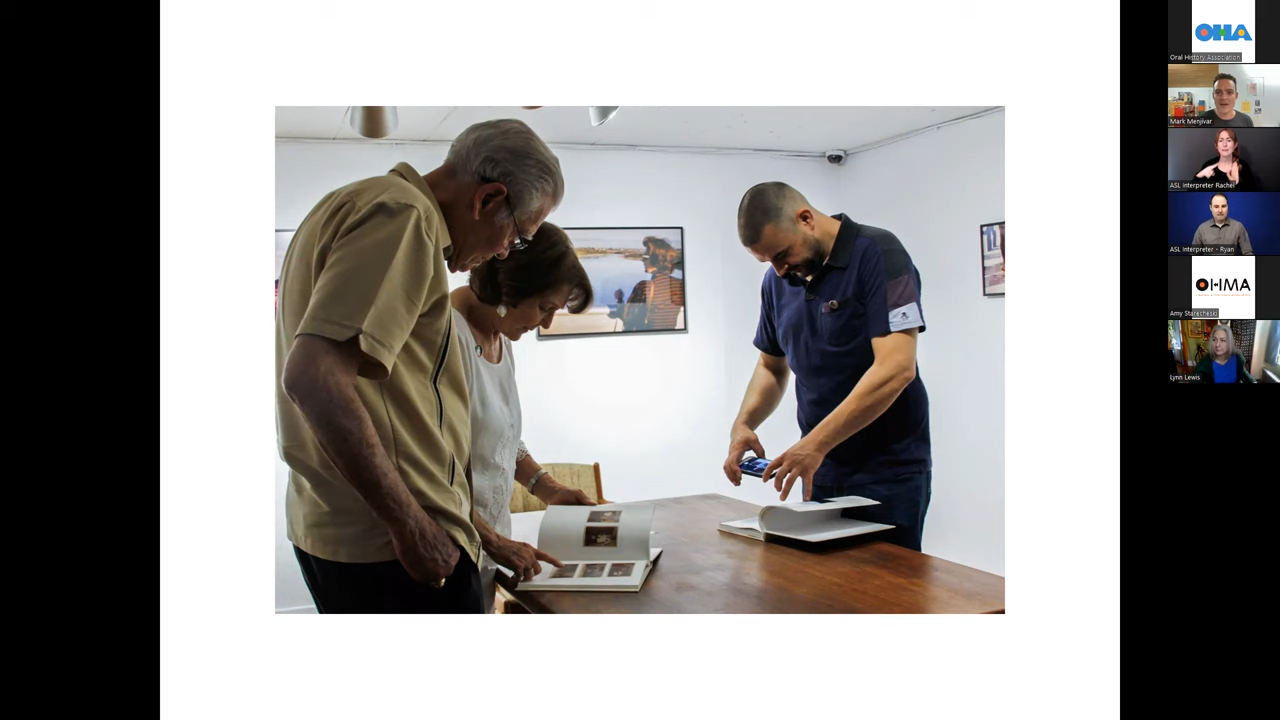 OHA
Oral History Association
Mark Menjivar
ASL Interpreter Rachel
ASL Interpreter - Ryan
OHMA
Amy Starecheski
Lynn Lewis